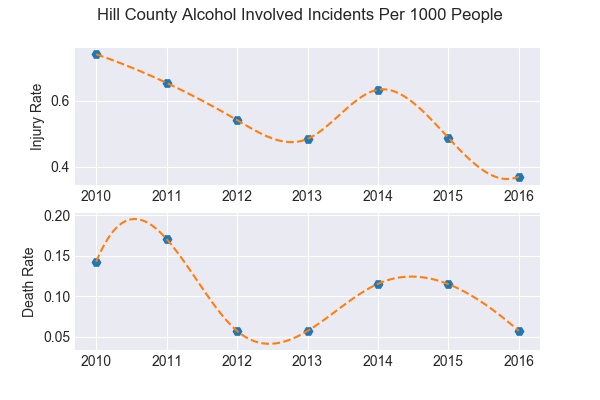 Hill County Alcohol Involved Incidents Per 1000 People
Injury Rate
0.6
0.4
2010 2011 2012 2013 2014 2015 2016
Death Rate
0.20
0.15
0.10
0.05
2010 2011 2012 2013 2014 2015 2016